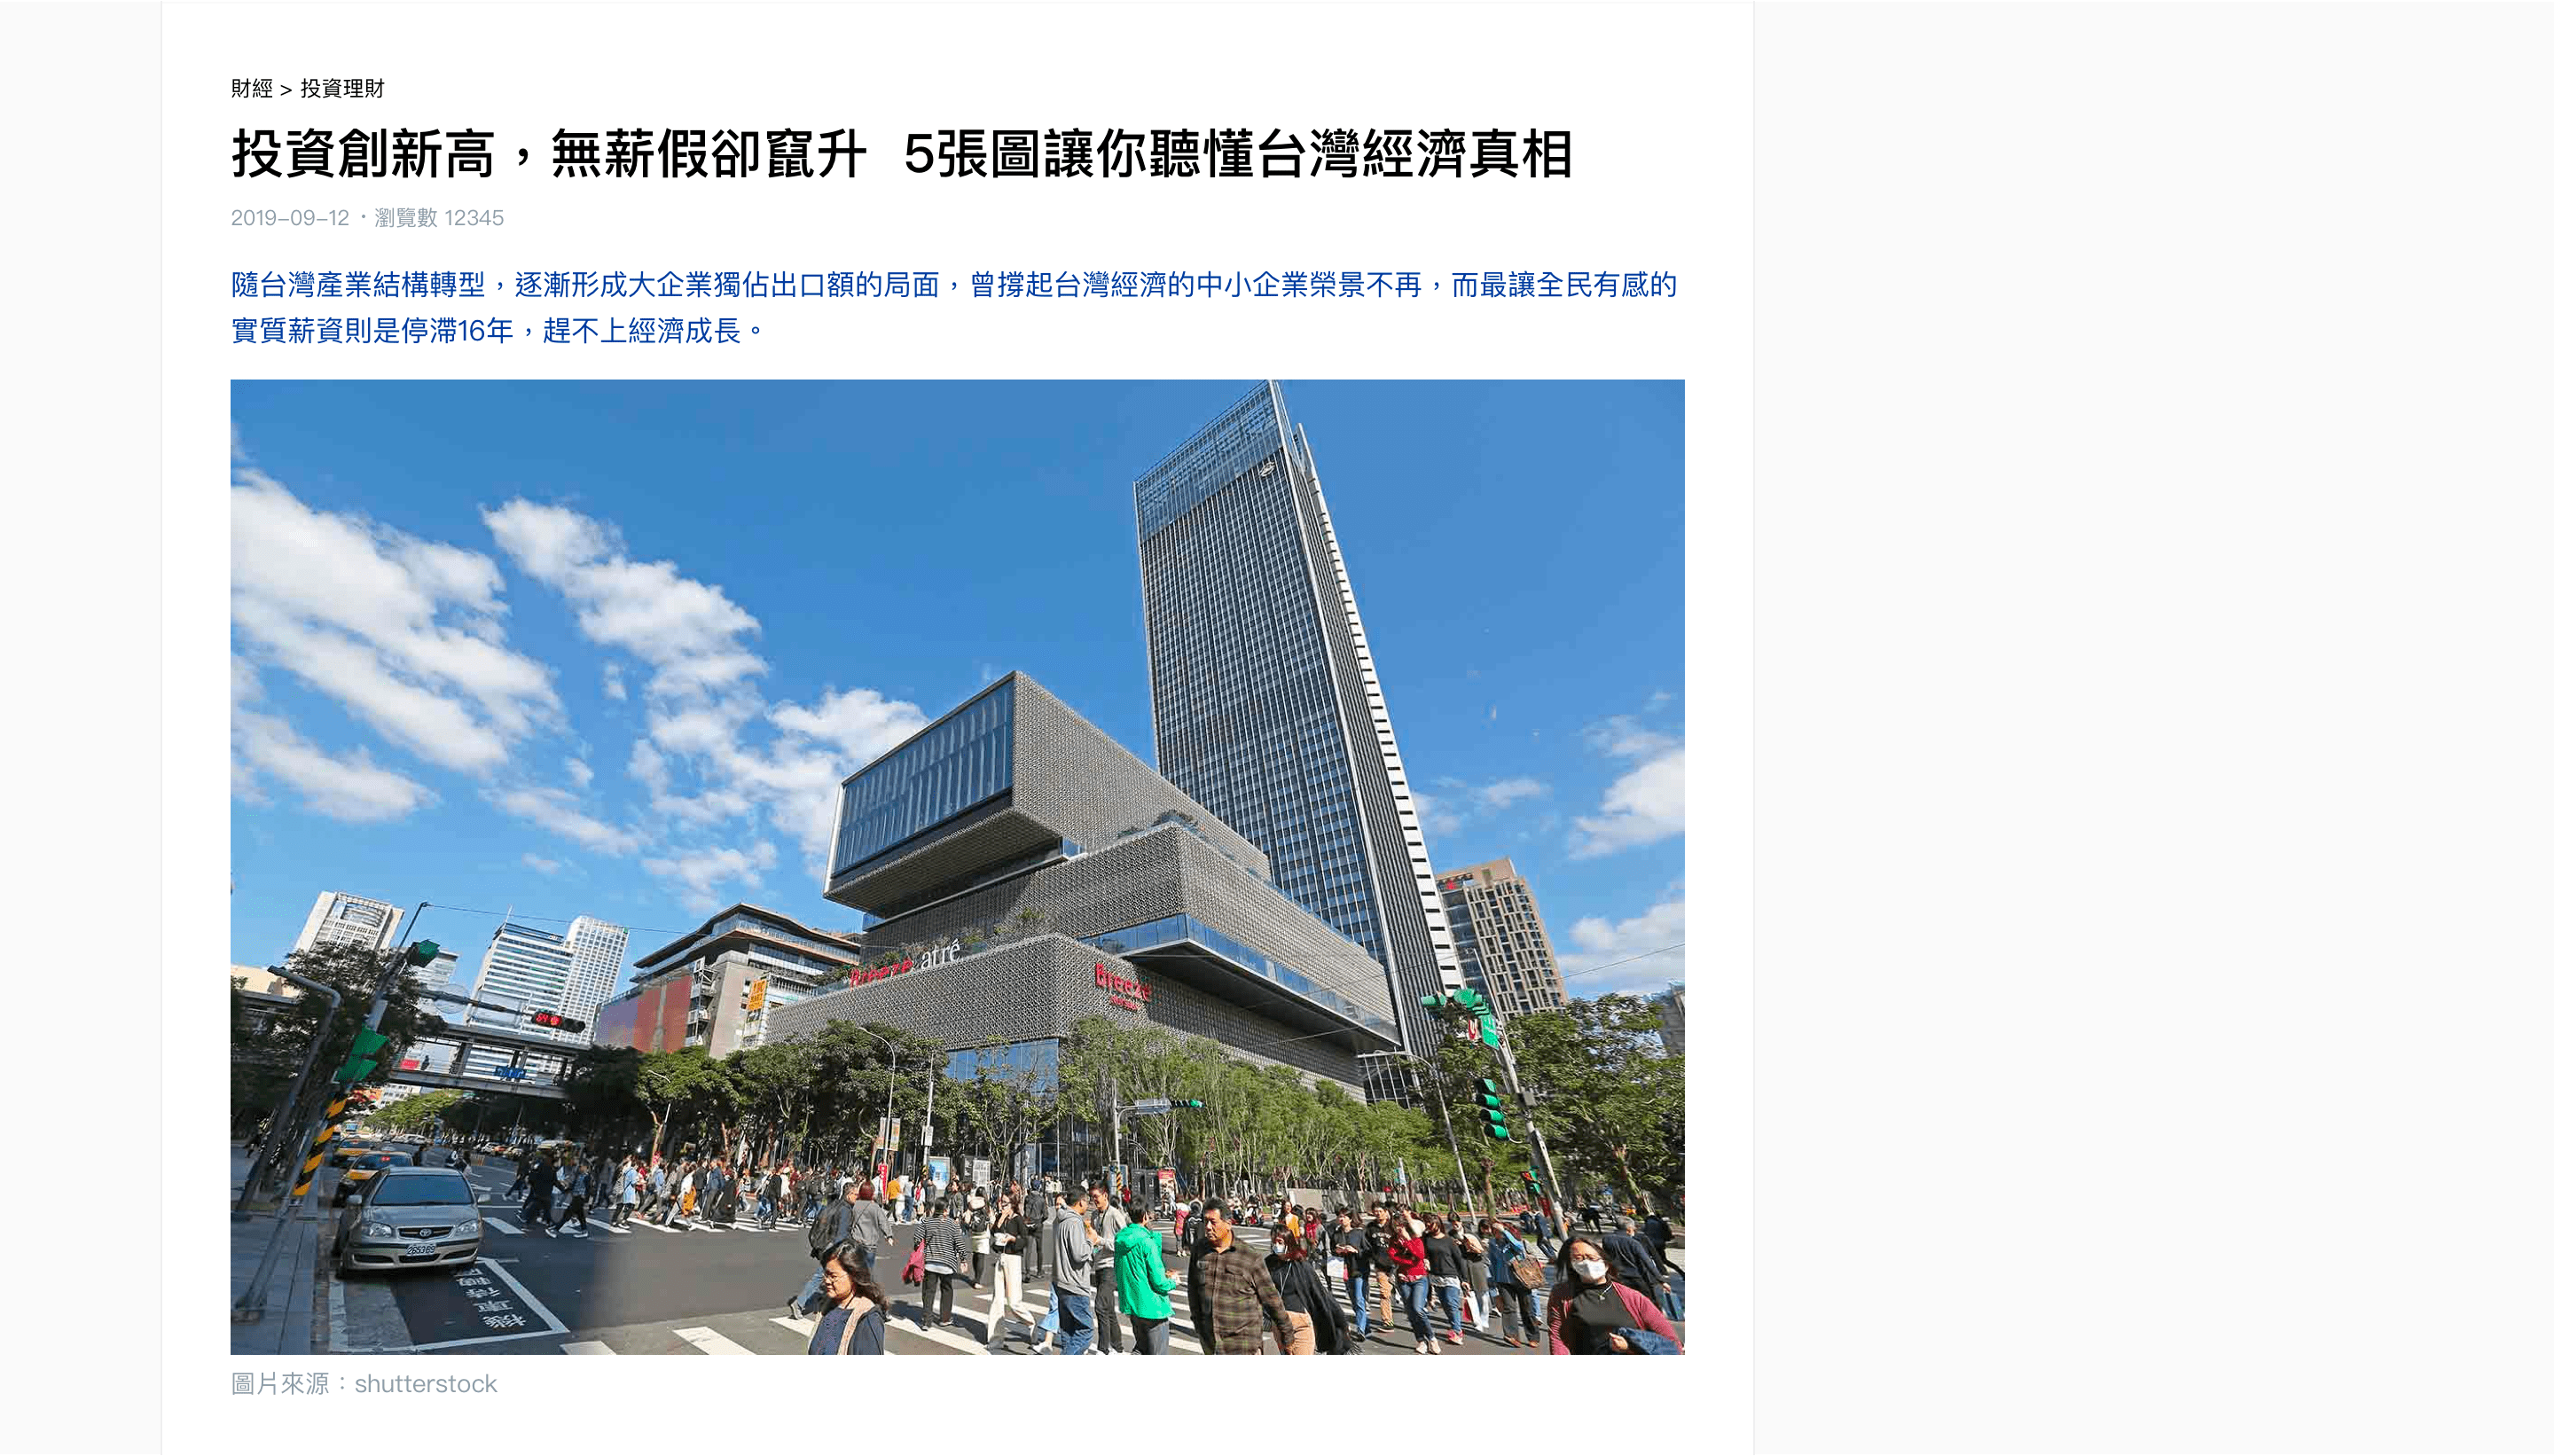 財經 > 投資理財
投資創新高，無薪假卻竄升 5張圖讓你聽懂台灣經濟真相
2019-09-12・瀏覽數 12345
隨台灣產業結構轉型，逐漸形成大企業獨佔出口額的局面，曾撐起台灣經濟的中小企業榮景不再，而最讓全民有感的
實質薪資則是停滯16年，趕不上經濟成長。
Breeze atré
Breeze
機車待轉區
圖片來源：shutterstock